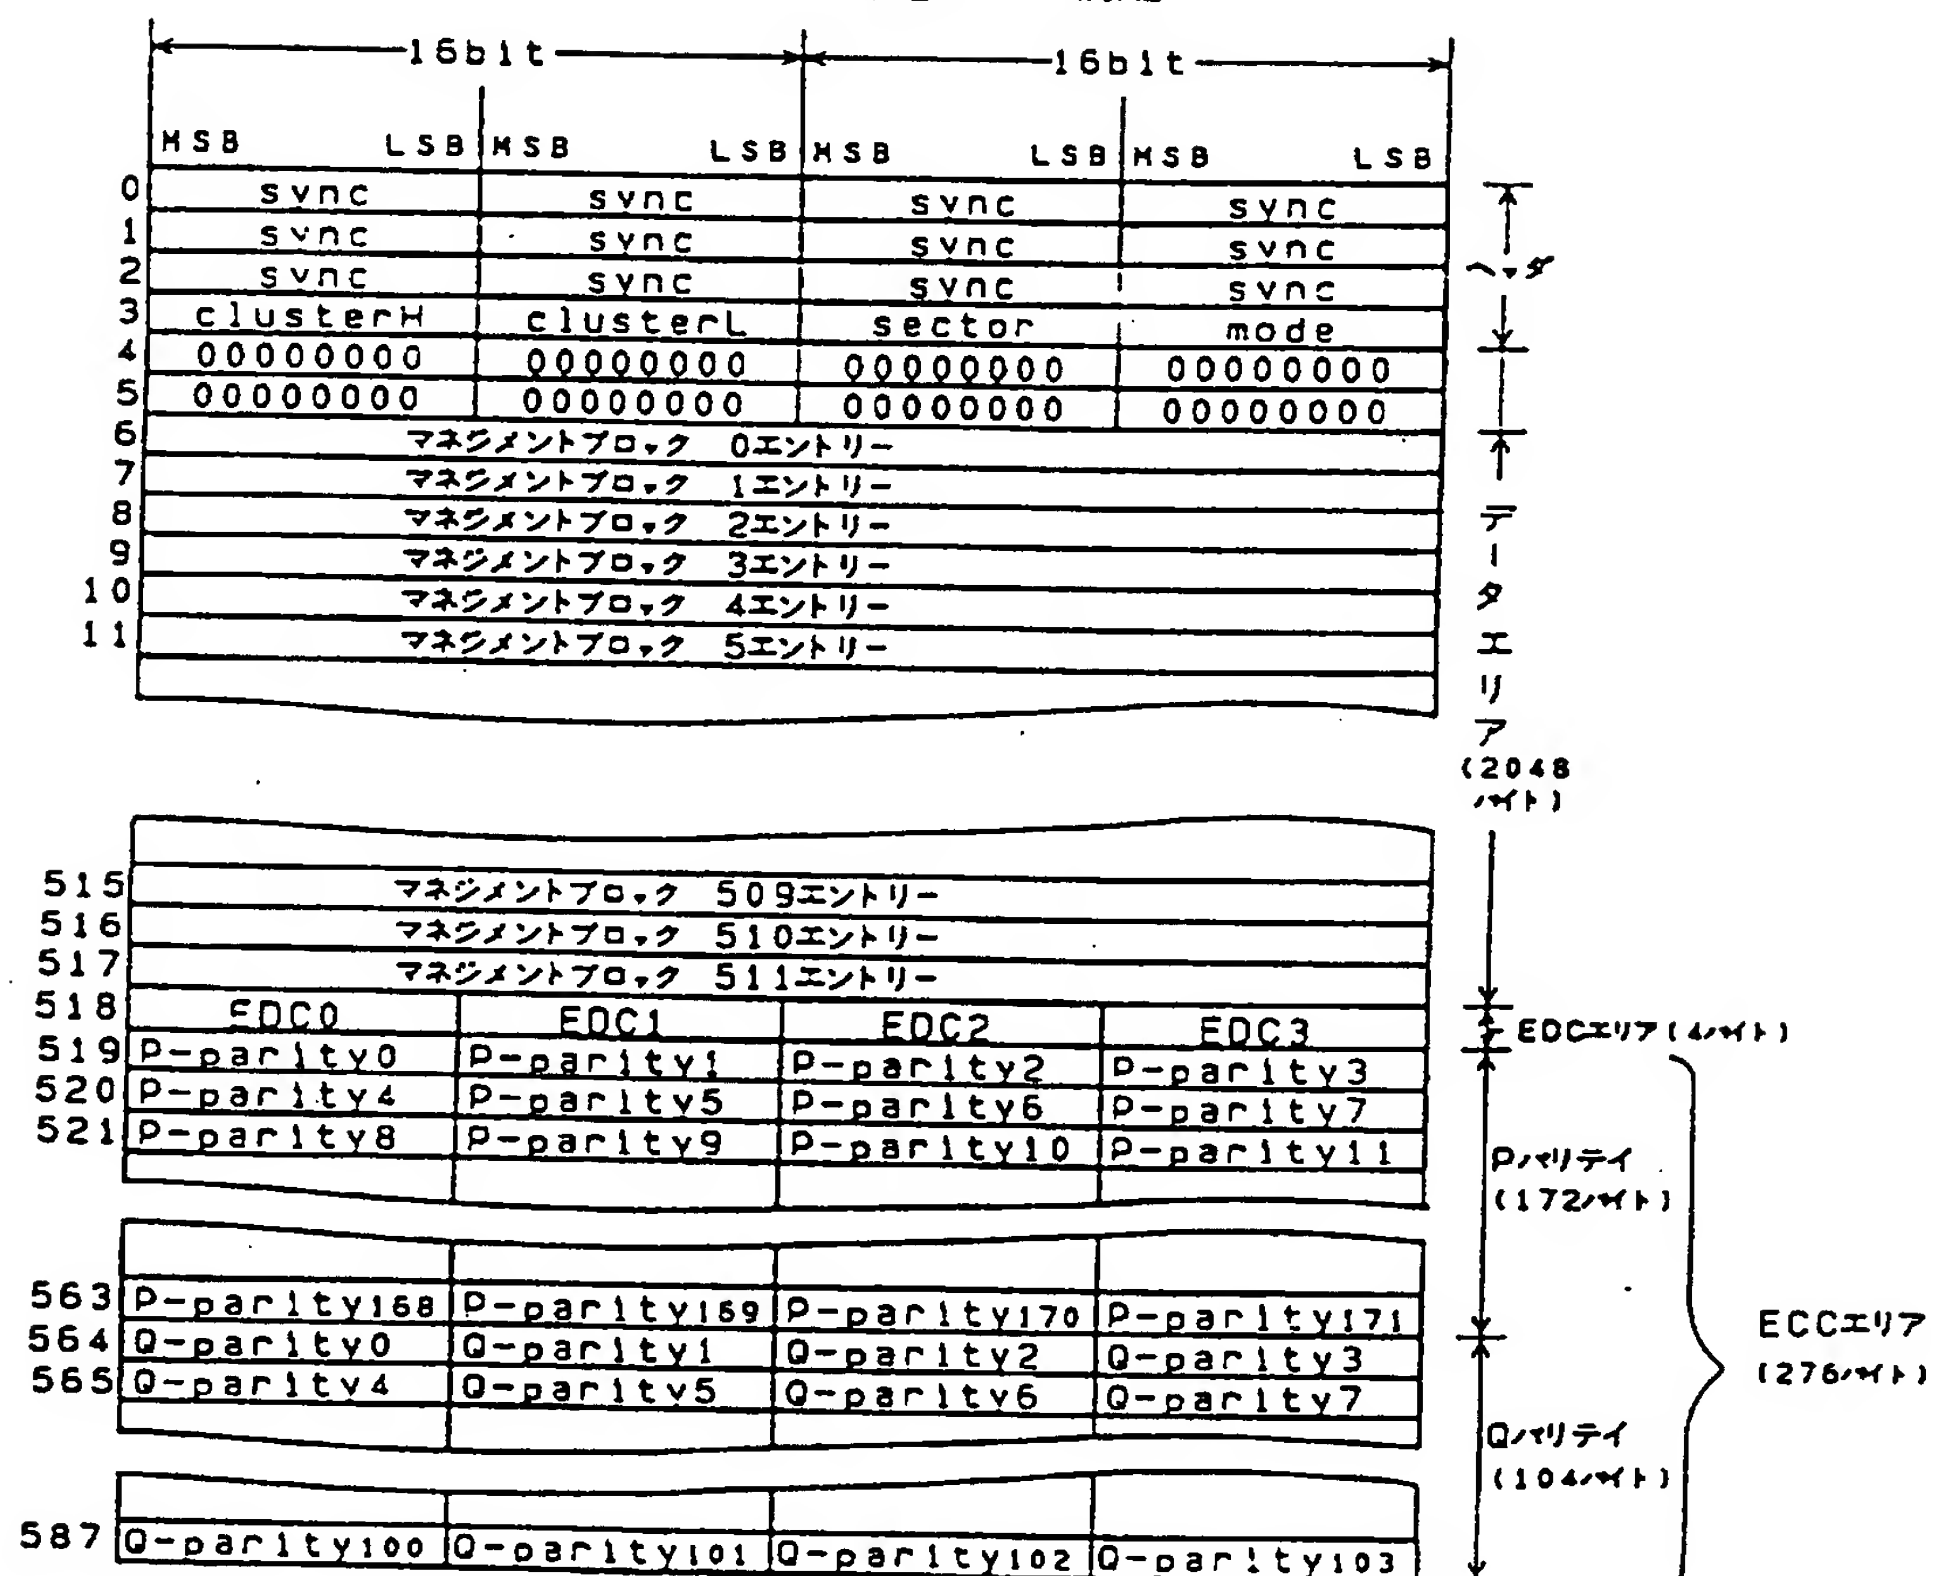 16bit 16bit
MSB LSB MSB LSB MSB LSB MSB LSB
0 sync sync sync sync
1 sync sync sync sync
ヘッダ
2 sync sync sync sync
3 clusterH clusterL sector mode
4 00000000 00000000 00000000 00000000
5 00000000 00000000 00000000 00000000
6 マネジメントブロック 0エントリー
7 マネジメントブロック 1エントリー
8 マネジメントブロック 2エントリー
9 マネジメントブロック 3エントリー
10 マネジメントブロック 4エントリー
11 マネジメントブロック 5エントリー
データエリア
(2048
バイト)
515 マネジメントブロック 509エントリー
516 マネジメントブロック 510エントリー
517 マネジメントブロック 511エントリー
518 EDC0 EDC1 EDC2 EDC3
EDCエリア(4バイト)
519 P-parity0 P-parity1 P-parity2 P-parity3
520 P-parity4 P-parity5 P-parity6 P-parity7
521 P-parity8 P-parity9 P-parity10 P-parity11
Pパリテイ
(172バイト)
563 P-parity168 P-parity169 P-parity170 P-parity171
564 Q-parity0 Q-parity1 Q-parity2 Q-parity3
565 Q-parity4 Q-parity5 Q-parity6 Q-parity7
ECCエリア
(276バイト)
Qパリテイ
(104バイト)
587 Q-parity100 Q-parity101 Q-parity102 Q-parity103